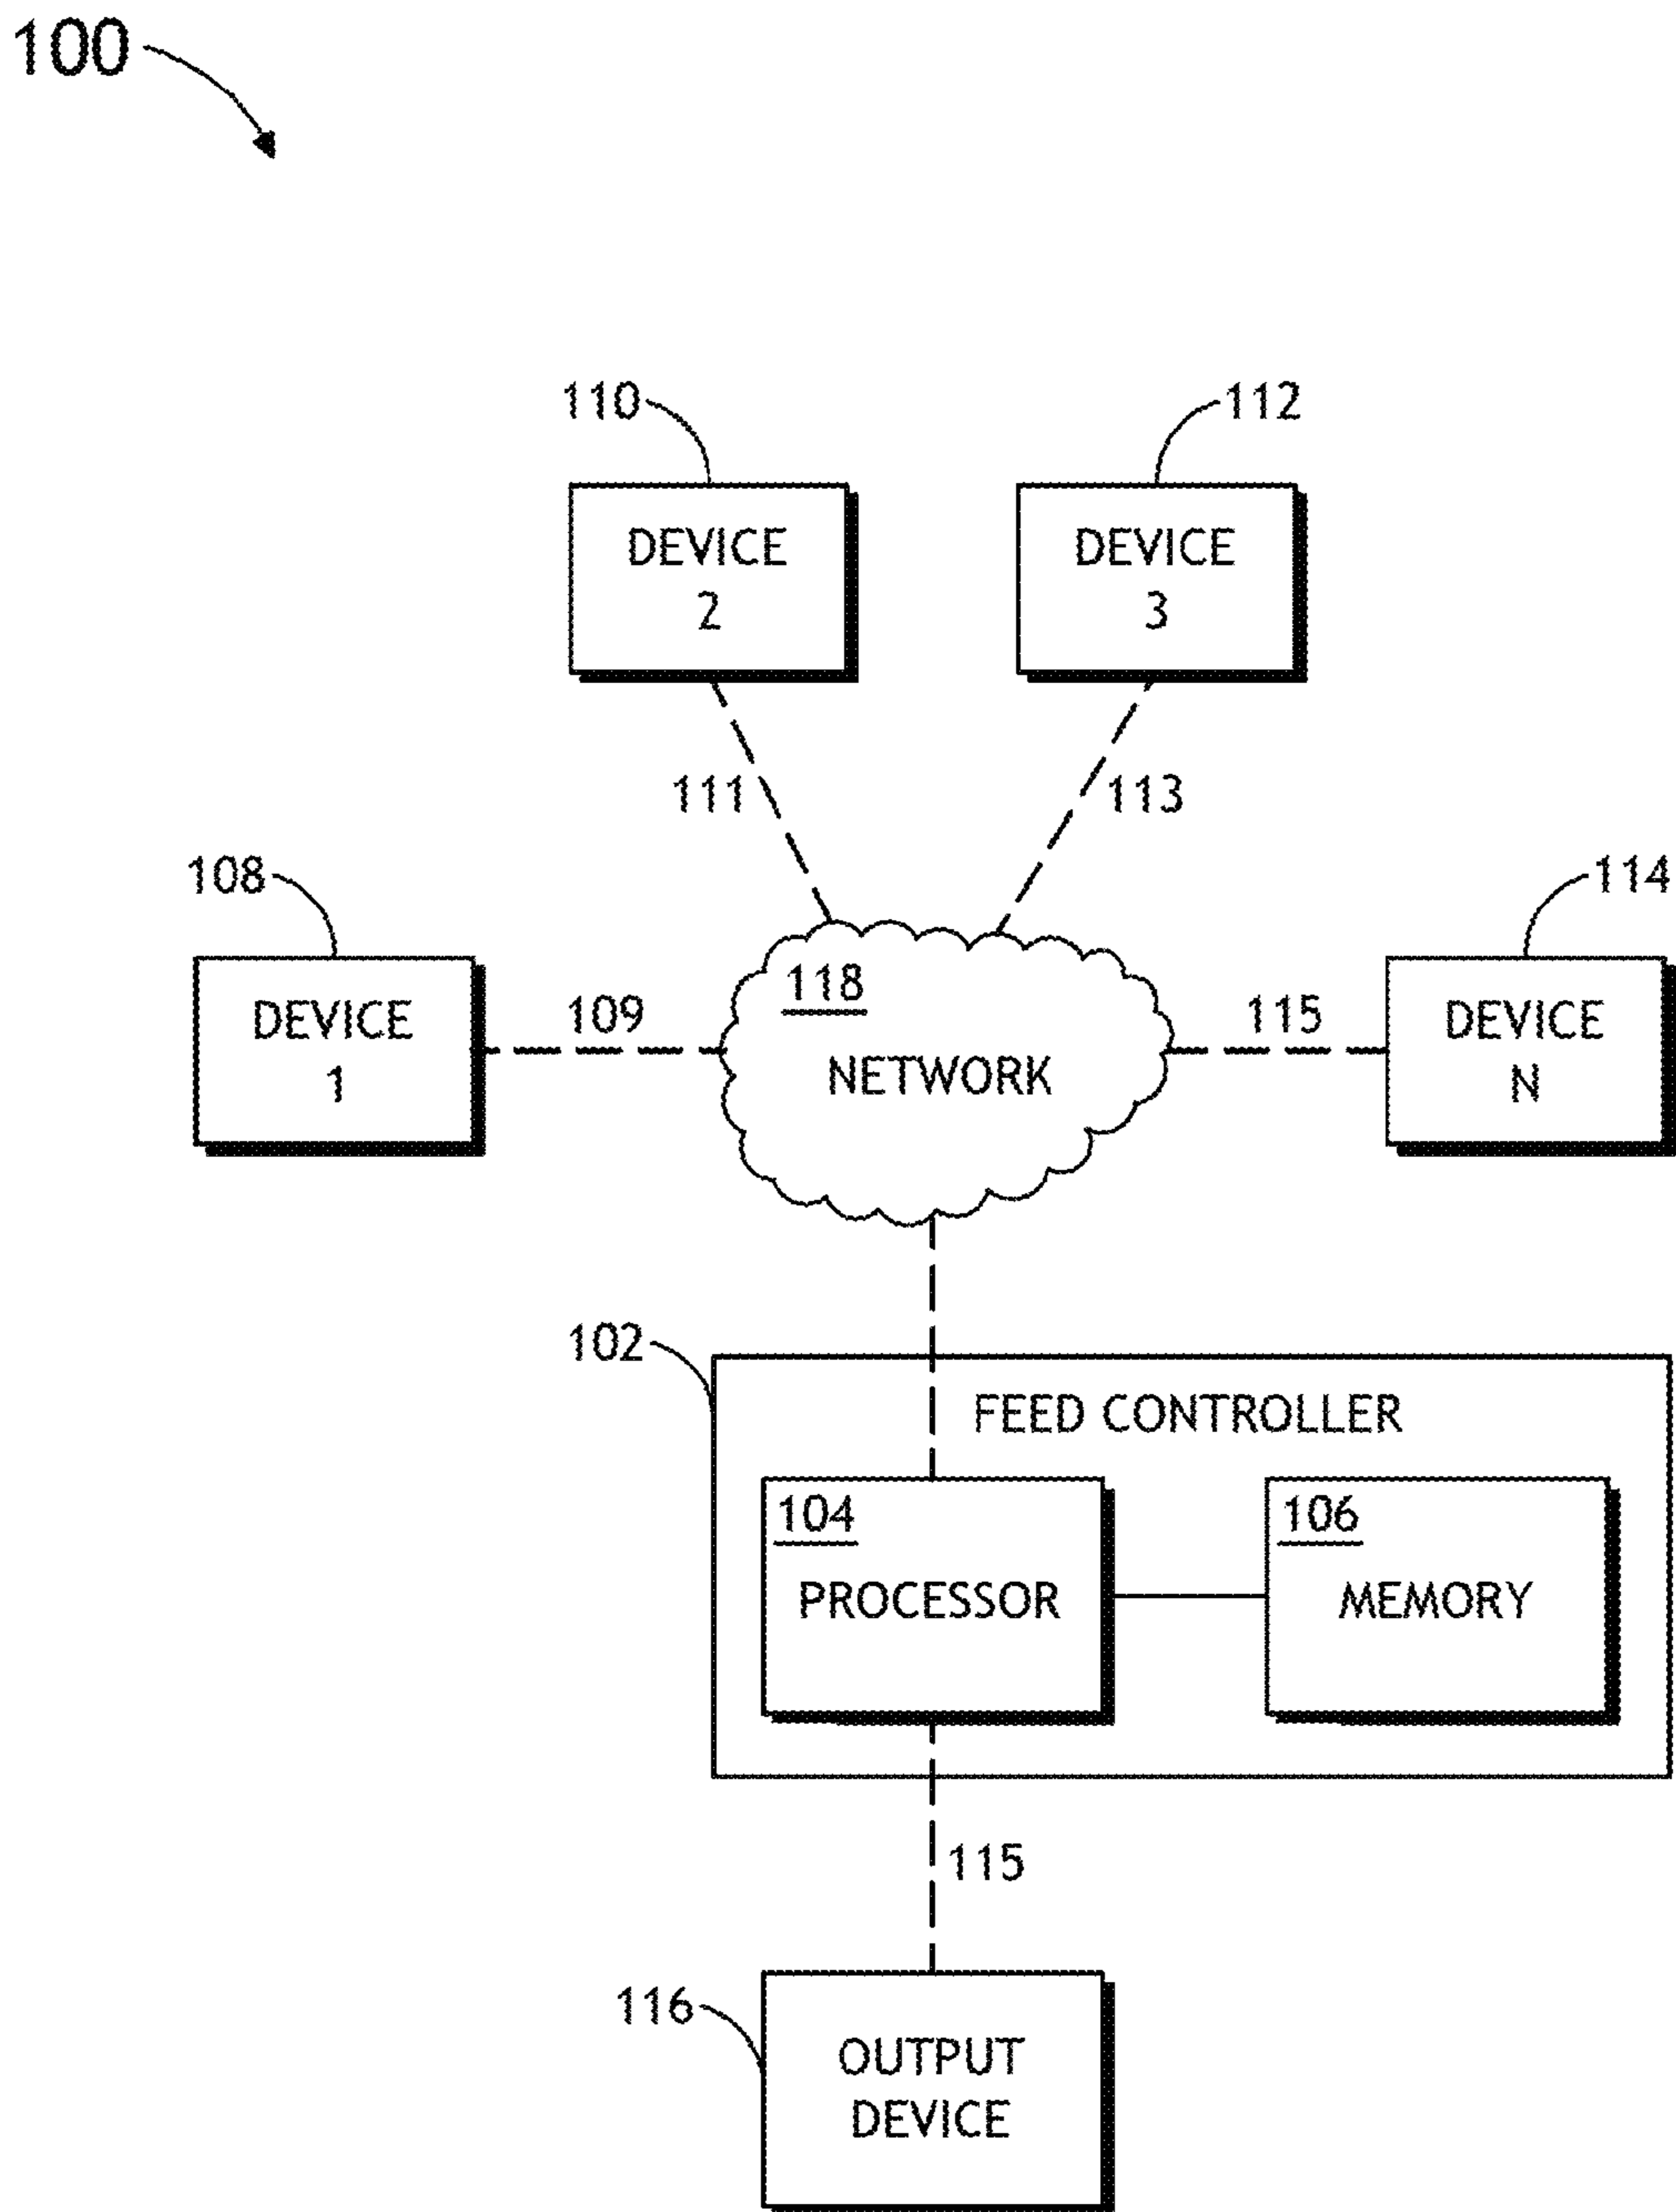 100
110
112
DEVICE
2
DEVICE
3
111
113
108
114
DEVICE
1
109
118
NETWORK
115
DEVICE
N
102
FEED CONTROLLER
104
PROCESSOR
106
MEMORY
115
116
OUTPUT
DEVICE